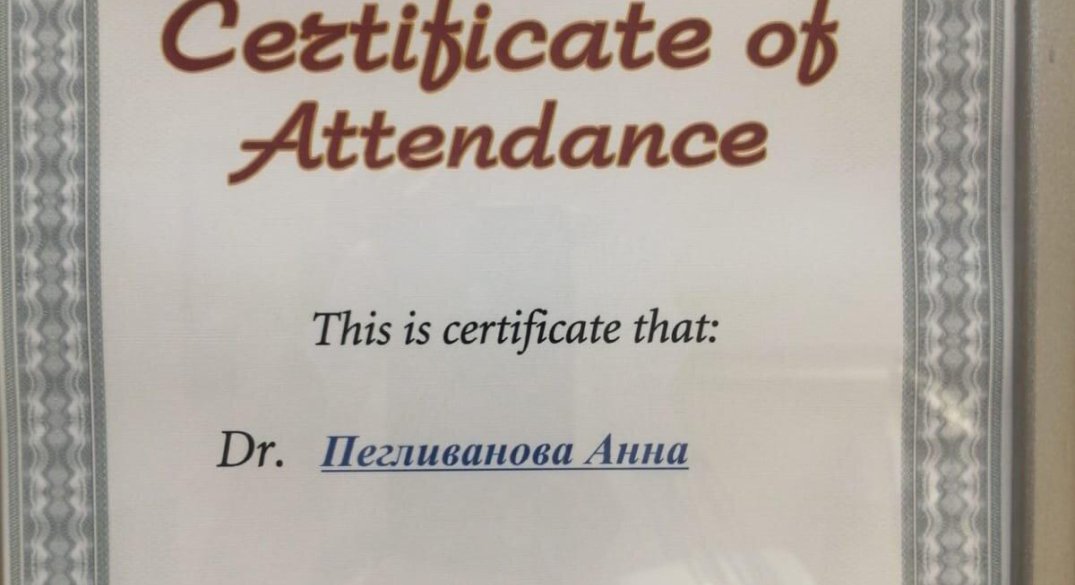 Certificate of
Attendance
This is certificate that:
Dr. Пегливанова Анна